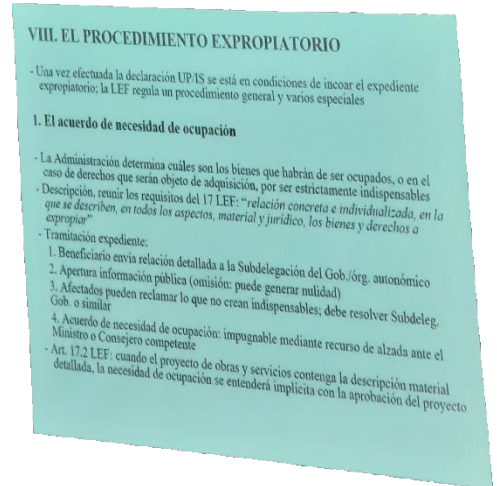 VIII. EL PROCEDIMIENTO EXPROPIATORIO
- Una vez efectuada la declaración UP/IS se está en condiciones de incoar el expediente
expropiatorio; la LEF regula un procedimiento general y varios especiales
1. El acuerdo de necesidad de ocupación
- La Administración determina cuáles son los bienes que habrán de ser ocupados, o en el
caso de derechos que serán objeto de adquisición, por ser estrictamente indispensables
- Descripción, reunir los requisitos del 17 LEF: “relación concreta e individualizada, en la
que se describen, en todos los aspectos, material y jurídico, los bienes y derechos a
expropiar”
- Tramitación expediente:
1. Beneficiario envia relación detallada a la Subdelegación del Gob./órg. autonómico
2. Apertura información pública (omisión: puede generar nulidad)
3. Afectados pueden reclamar lo que no crean indispensables; debe resolver Subdeleg.
Gob. o similar
4. Acuerdo de necesidad de ocupación: impugnable mediante recurso de alzada ante el
Ministro o Consejero competente
- Art. 17.2 LEF: cuando el proyecto de obras y servicios contenga la descripción material
detallada, la necesidad de ocupación se entenderá implícita con la aprobación del proyecto